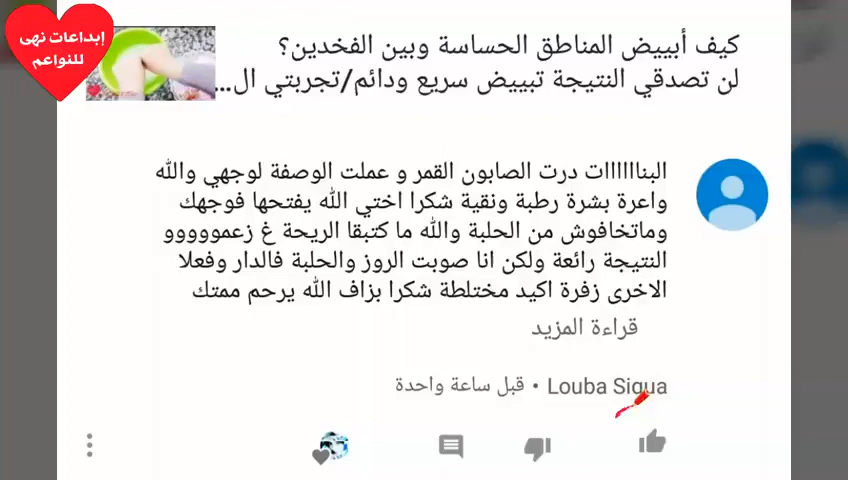 إبداعات نهى
للنواعم
كيف أبييض المناطق الحساسة وبين الفخدين؟
لن تصدقي النتيجة تبييض سريع ودائم/تجربتي ال...
البنااااااات درت الصابون القمر و عملت الوصفة لوجهي والله
واعرة بشرة رطبة ونقية شكرا اختي الله يفتحها فوجهك
وماتخافوش من الحلبة والله ما كتبقا الريحة غ زعمووووو
النتيجة رائعة ولكن انا صوبت الروز والحلبة فالدار وفعلا
الاخرى زفرة اكيد مختلطة شكرا بزاف الله يرحم ممتك
قراءة المزيد
Louba Siqua • قبل ساعة واحدة